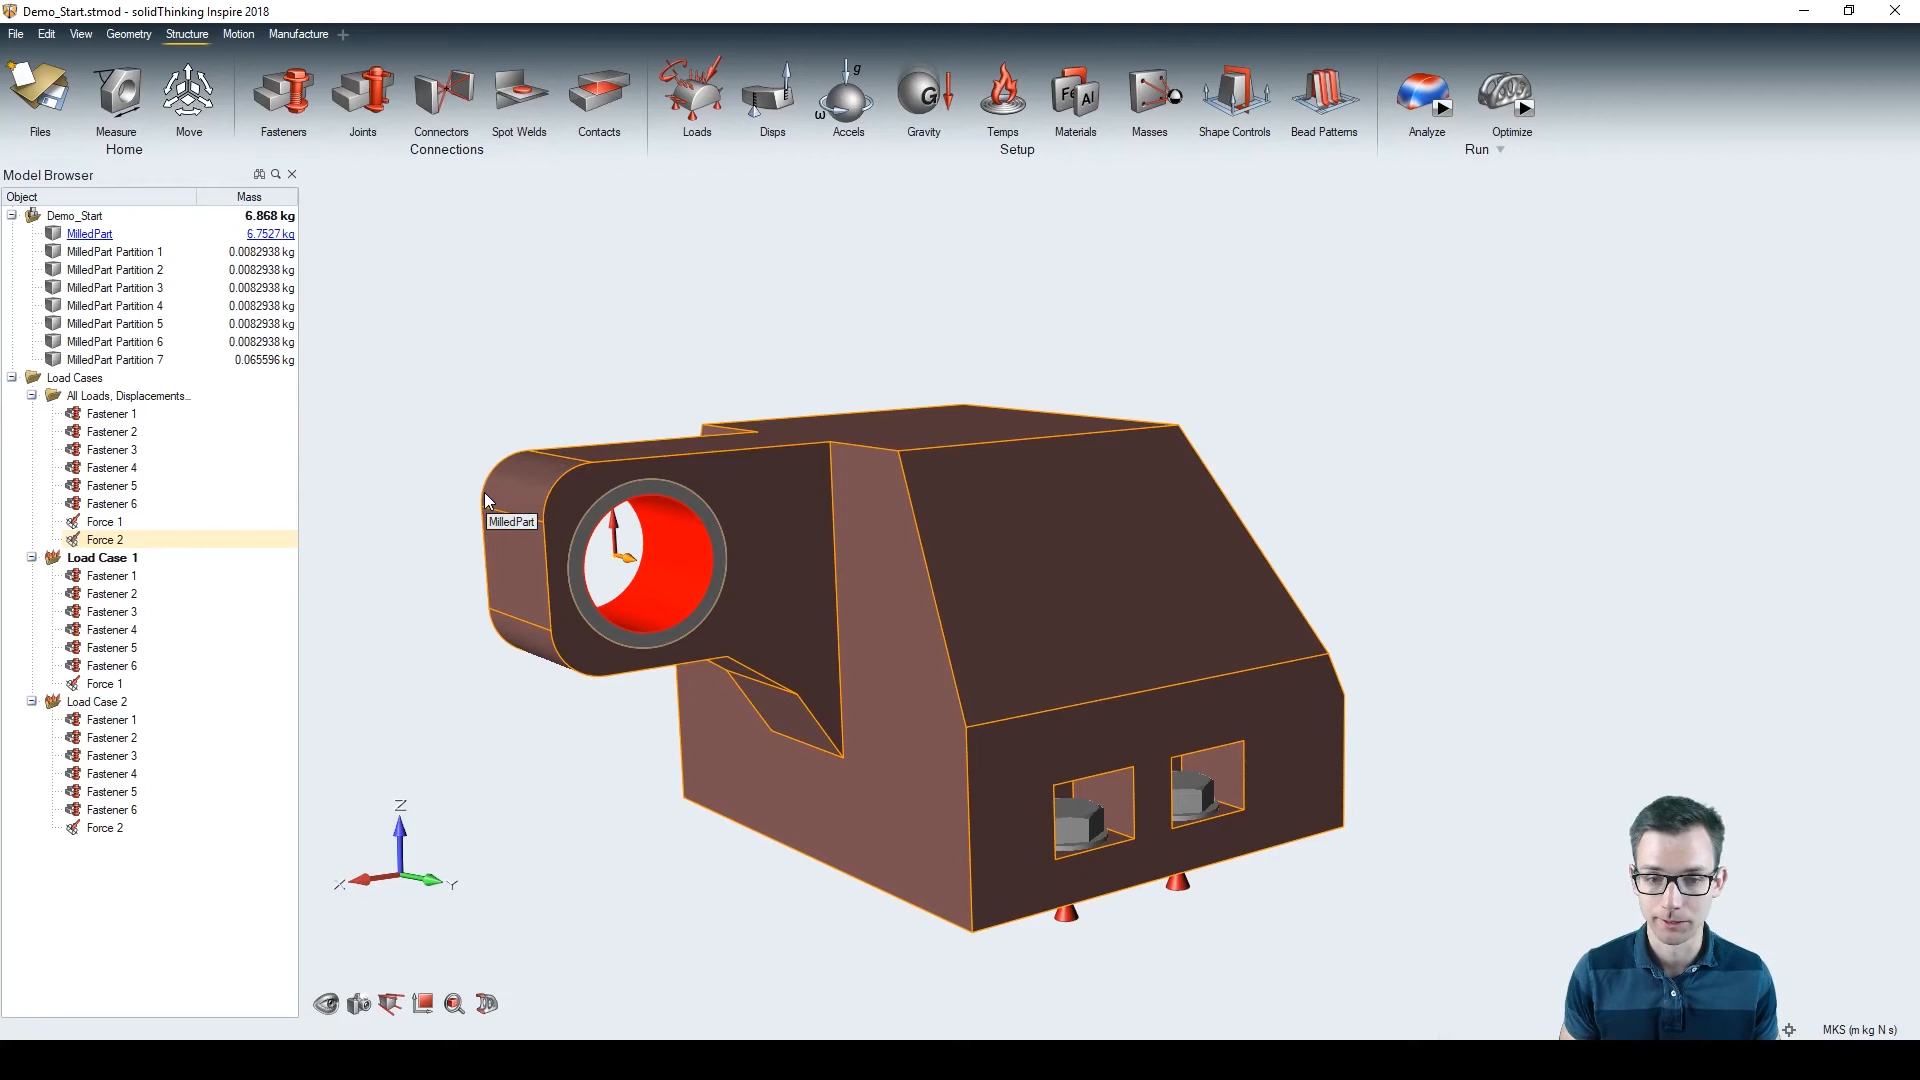 Demo_Start.stmod - solidThinking Inspire 2018
File Edit View Geometry Structure Motion Manufacture
Files Measure Move Fasteners Joints Connectors Spot Welds Contacts Loads Disps Accels Gravity Temps Materials Masses Shape Controls Bead Patterns Analyze Optimize
g
ω
G
Fe
Al
Home Connections Setup Run
Model Browser
Object Mass
Demo_Start 6.868 kg
MilledPart 6.7527 kg
MilledPart Partition 1 0.0082938 kg
MilledPart Partition 2 0.0082938 kg
MilledPart Partition 3 0.0082938 kg
MilledPart Partition 4 0.0082938 kg
MilledPart Partition 5 0.0082938 kg
MilledPart Partition 6 0.0082938 kg
MilledPart Partition 7 0.065596 kg
Load Cases
All Loads, Displacements...
Fastener 1
Fastener 2
Fastener 3
Fastener 4
Fastener 5
Fastener 6
Force 1
Force 2
Load Case 1
Fastener 1
Fastener 2
Fastener 3
Fastener 4
Fastener 5
Fastener 6
Force 1
Load Case 2
Fastener 1
Fastener 2
Fastener 3
Fastener 4
Fastener 5
Fastener 6
Force 2
MilledPart
Z
X
Y
MKS (m kg N s)